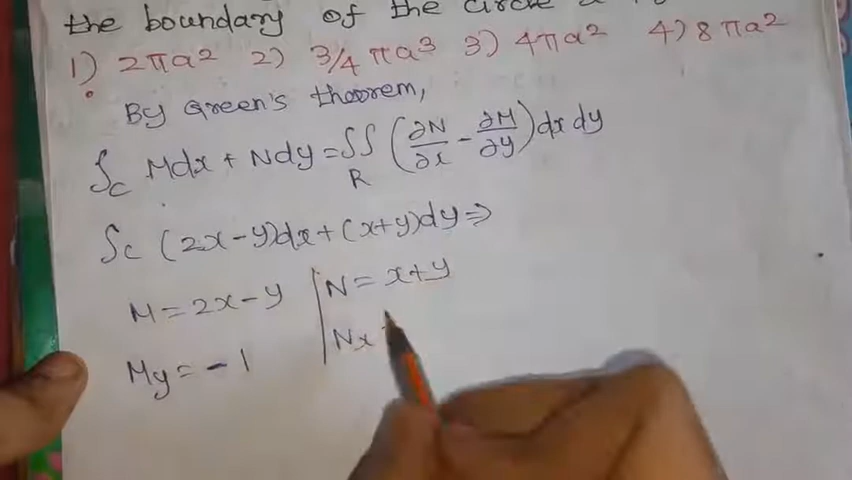 the boundary of the circle
1) 2πa² 2) 3/4 πa³ 3) 4πa² 4) 8πa²
By Green's theorem,
∫c Mdx + Ndy = ∫∫R (∂N/∂x - ∂M/∂y) dx dy
∫c (2x-y)dx + (x+y)dy ⇒
M = 2x-y | N = x+y
My = -1 | Nx